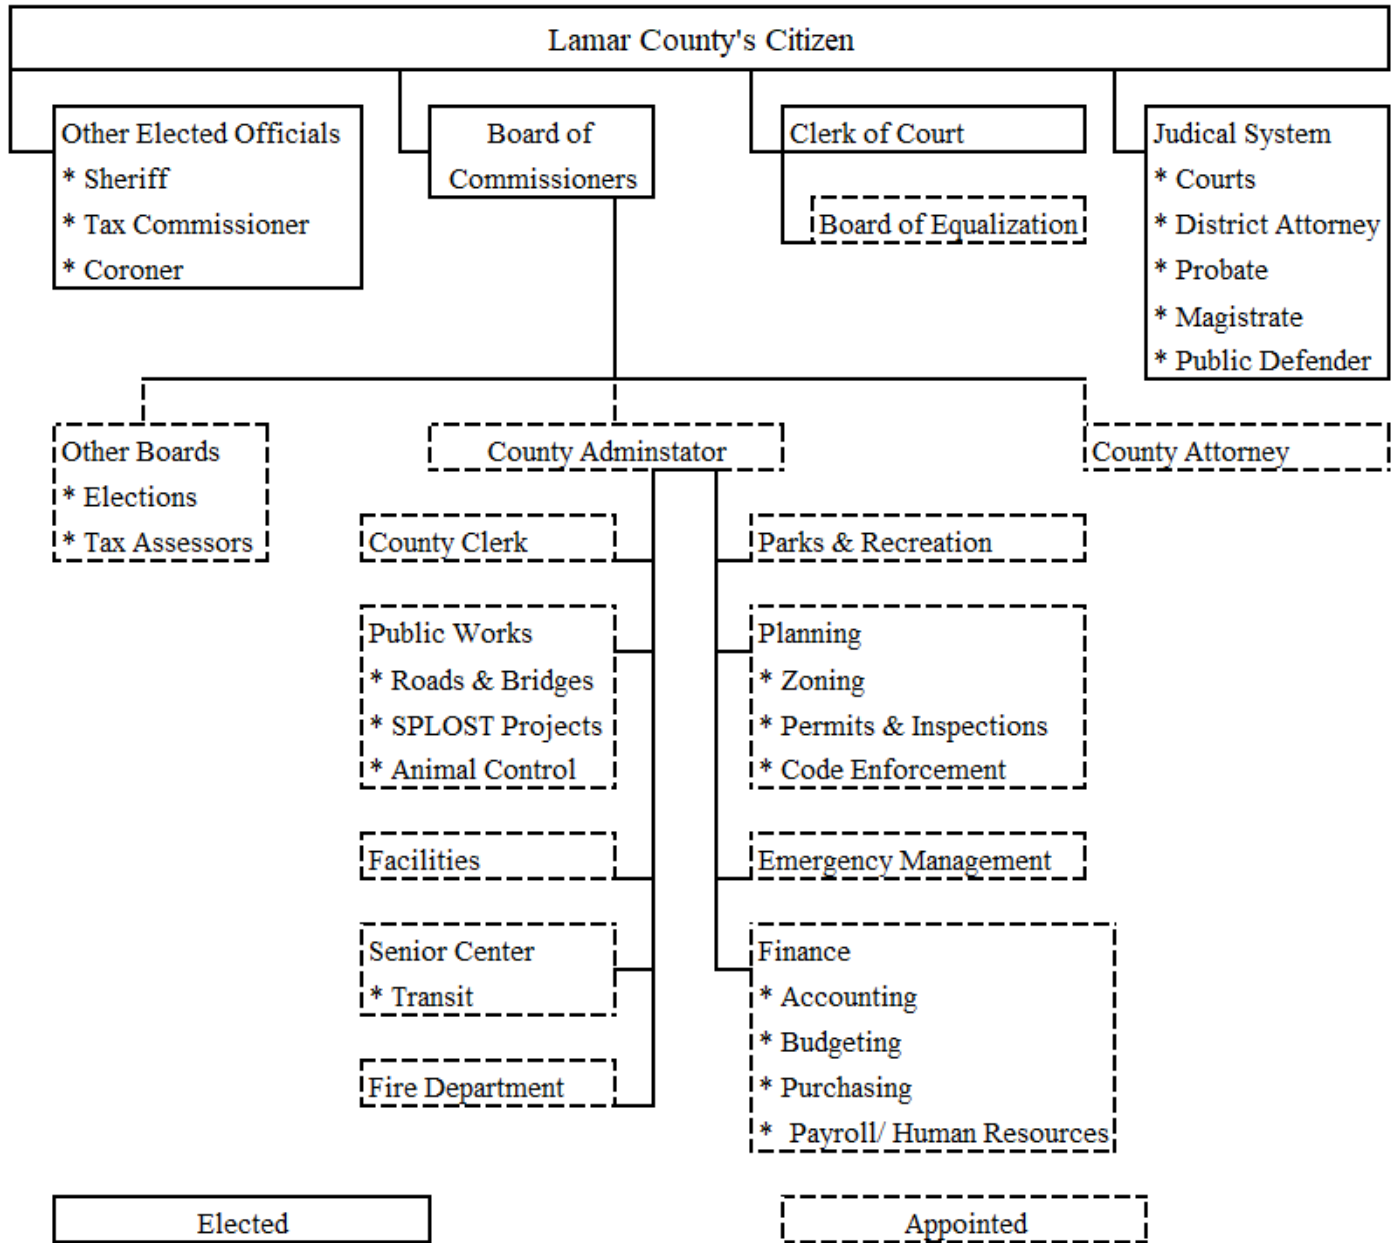 Lamar County's Citizen
Other Elected Officials
* Sheriff
* Tax Commissioner
* Coroner
Board of
Commissioners
Clerk of Court
Board of Equalization
Judical System
* Courts
* District Attorney
* Probate
* Magistrate
* Public Defender
Other Boards
* Elections
* Tax Assessors
County Adminstator
County Attorney
County Clerk
Public Works
* Roads & Bridges
* SPLOST Projects
* Animal Control
Facilities
Senior Center
* Transit
Fire Department
Parks & Recreation
Planning
* Zoning
* Permits & Inspections
* Code Enforcement
Emergency Management
Finance
* Accounting
* Budgeting
* Purchasing
* Payroll/ Human Resources
Elected
Appointed